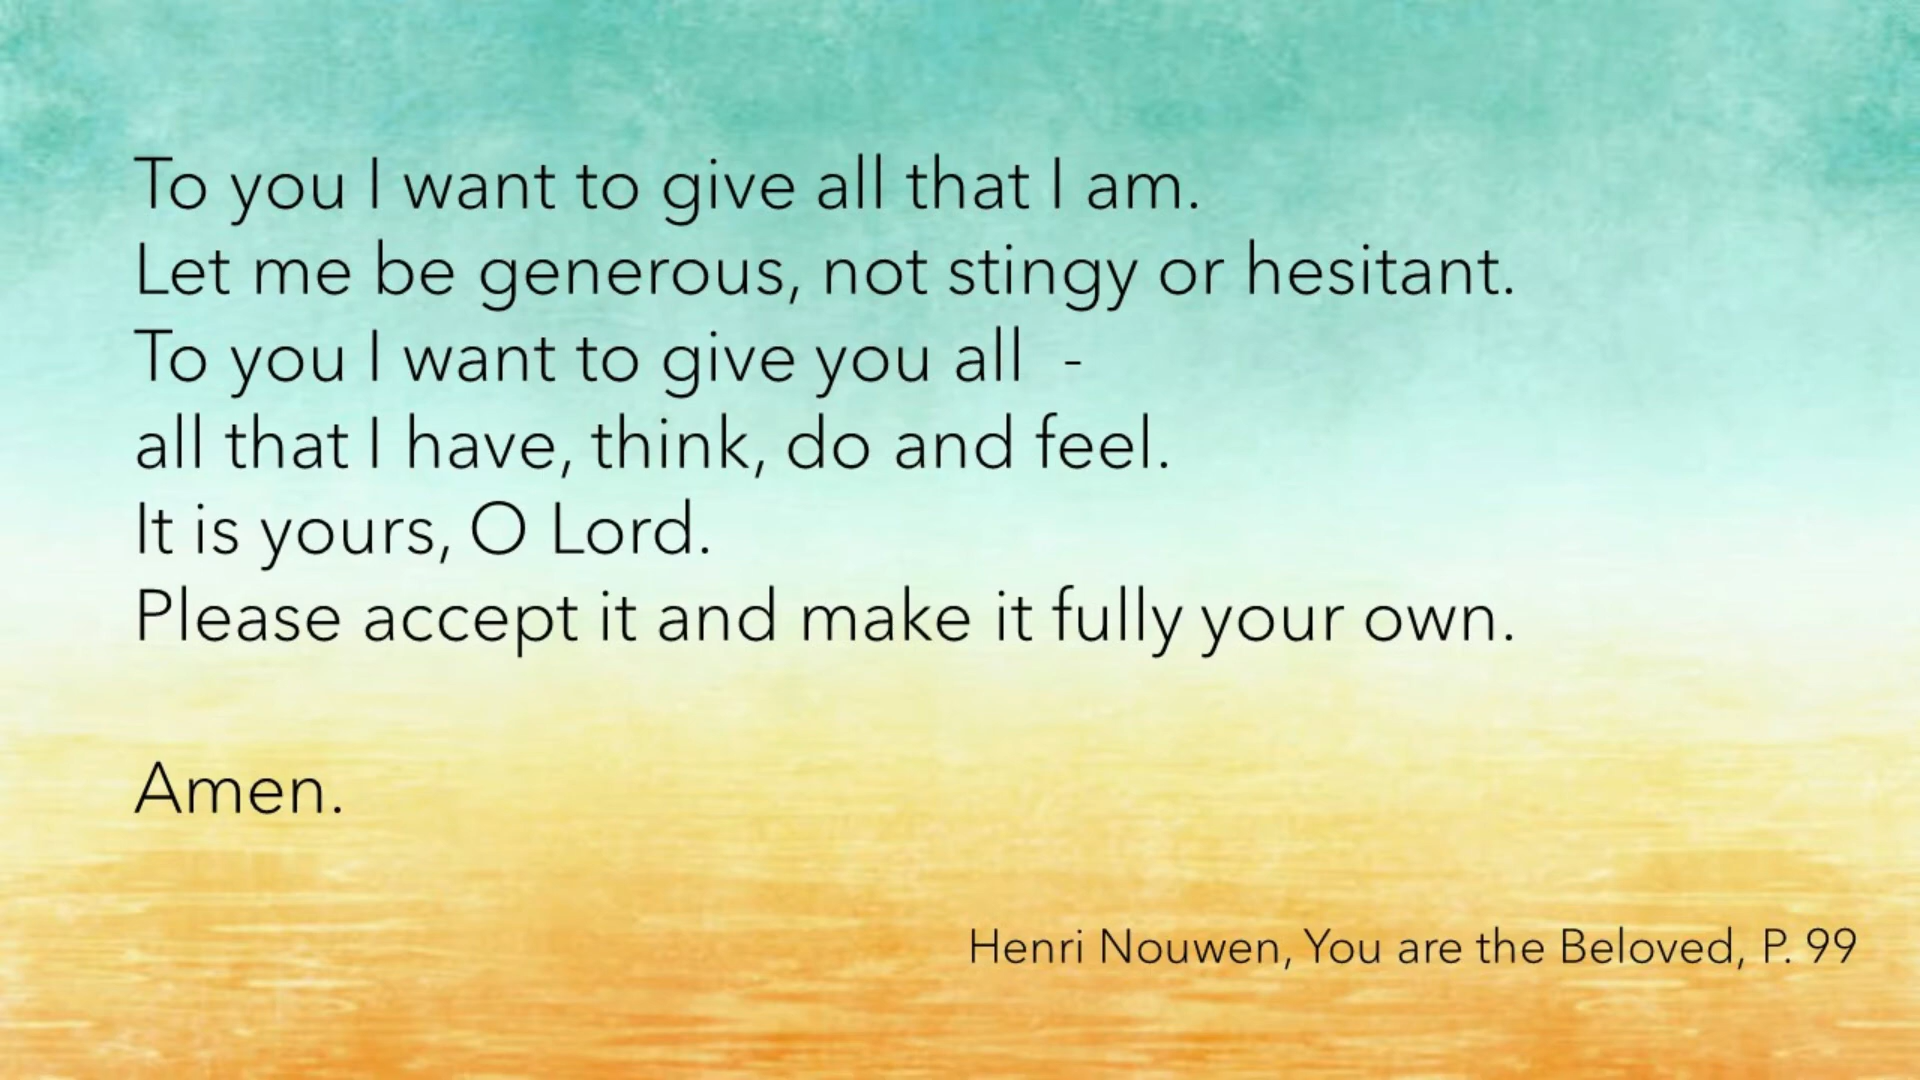 To you I want to give all that I am.
Let me be generous, not stingy or hesitant.
To you I want to give you all  -
all that I have, think, do and feel.
It is yours, O Lord.
Please accept it and make it fully your own.
Amen.
Henri Nouwen, You are the Beloved, P. 99